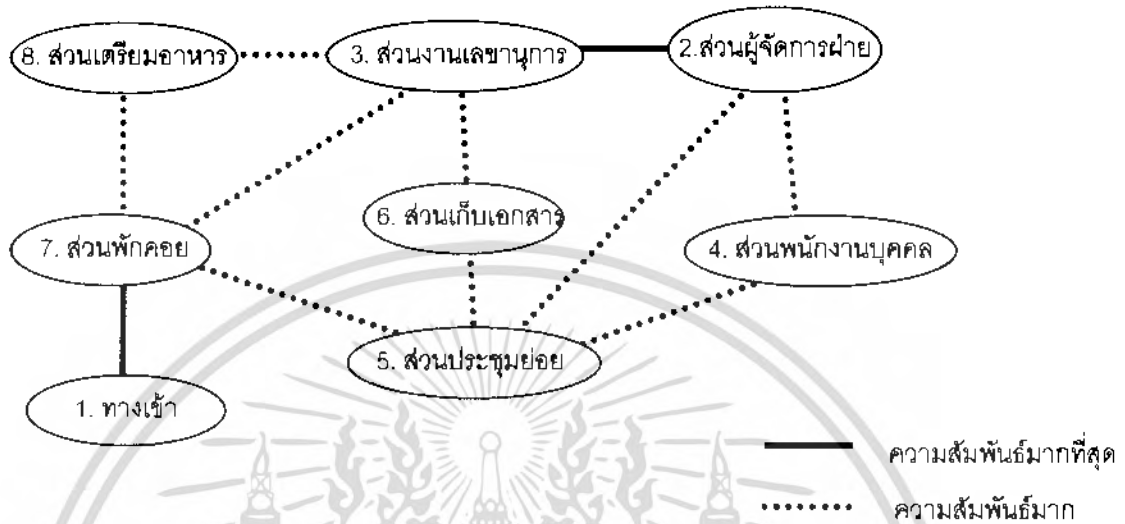 8. ส่วนเตรียมอาหาร
3. ส่วนงานเลขานุการ
2.ส่วนผู้จัดการฝ่าย
6. ส่วนเก็บเอกสาร
7. ส่วนพักคอย
4. ส่วนพนักงานบุคคล
5. ส่วนประชุมย่อย
1. ทางเข้า
ความสัมพันธ์มากที่สุด
ความสัมพันธ์มาก